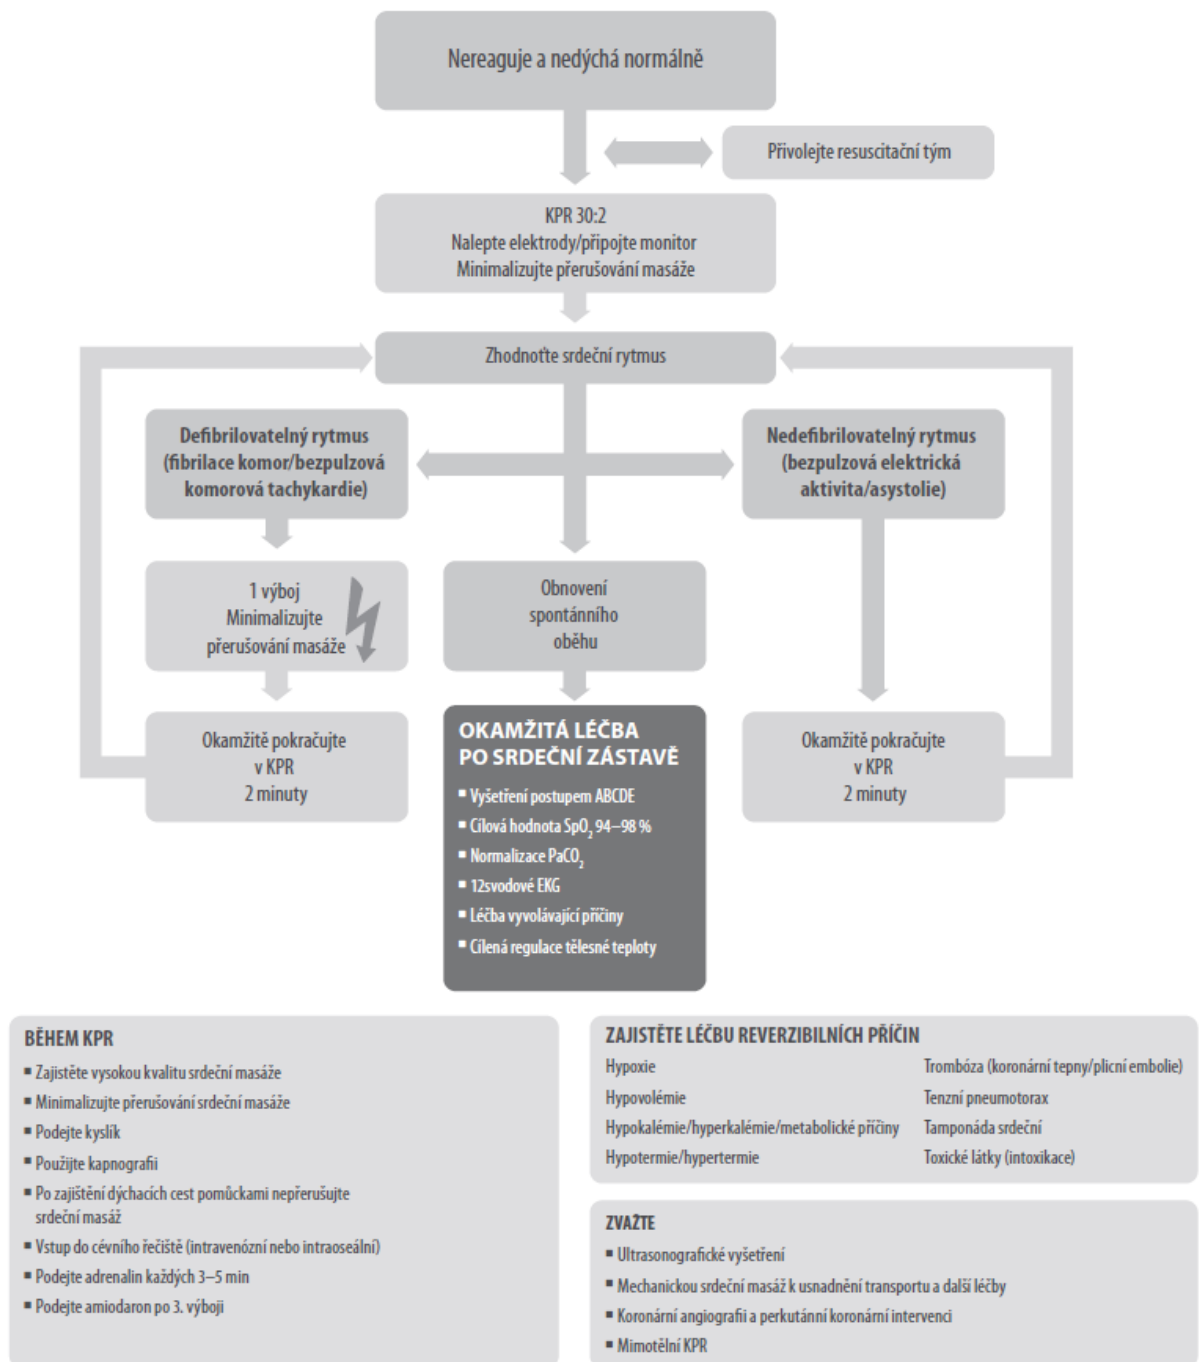 Nereaguje a nedýchá normálně
Přivolejte resuscitační tým
KPR 30:2
Nalepte elektrody/připojte monitor
Minimalizujte přerušování masáže
Zhodnoťte srdeční rytmus
Defibrilovatelný rytmus
(fibrilace komor/bezpulzová
komorová tachykardie)
Nedefibrilovatelný rytmus
(bezpulzová elektrická
aktivita/asystolie)
1 výboj
Minimalizujte
přerušování masáže
Obnovení
spontánního
oběhu
Okamžitě pokračujte
v KPR
2 minuty
OKAMŽITÁ LÉČBA
PO SRDEČNÍ ZÁSTAVĚ
▪ Vyšetření postupem ABCDE
▪ Cílová hodnota SpO₂ 94–98 %
▪ Normalizace PaCO₂
▪ 12svodové EKG
▪ Léčba vyvolávající příčiny
▪ Cílená regulace tělesné teploty
Okamžitě pokračujte
v KPR
2 minuty
BĚHEM KPR
▪ Zajistěte vysokou kvalitu srdeční masáže
▪ Minimalizujte přerušování srdeční masáže
▪ Podejte kyslík
▪ Použijte kapnografii
▪ Po zajištění dýchacích cest pomůckami nepřerušujte
srdeční masáž
▪ Vstup do cévního řečiště (intravenózní nebo intraoseální)
▪ Podejte adrenalin každých 3–5 min
▪ Podejte amiodaron po 3. výboji
ZAJISTĚTE LÉČBU REVERZIBILNÍCH PŘÍČIN
Hypoxie
Hypovolémie
Hypokalémie/hyperkalémie/metabolické příčiny
Hypotermie/hypertermie
Trombóza (koronární tepny/plicní embolie)
Tenzní pneumotorax
Tamponáda srdeční
Toxické látky (intoxikace)
ZVAŽTE
▪ Ultrasonografické vyšetření
▪ Mechanickou srdeční masáž k usnadnění transportu a další léčby
▪ Koronární angiografii a perkutánní koronární intervenci
▪ Mimotělní KPR